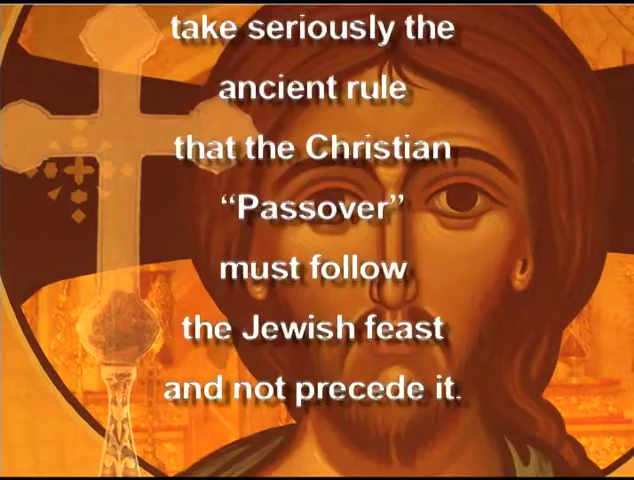 take seriously the
ancient rule
that the Christian
“Passover”
must follow
the Jewish feast
and not precede it.